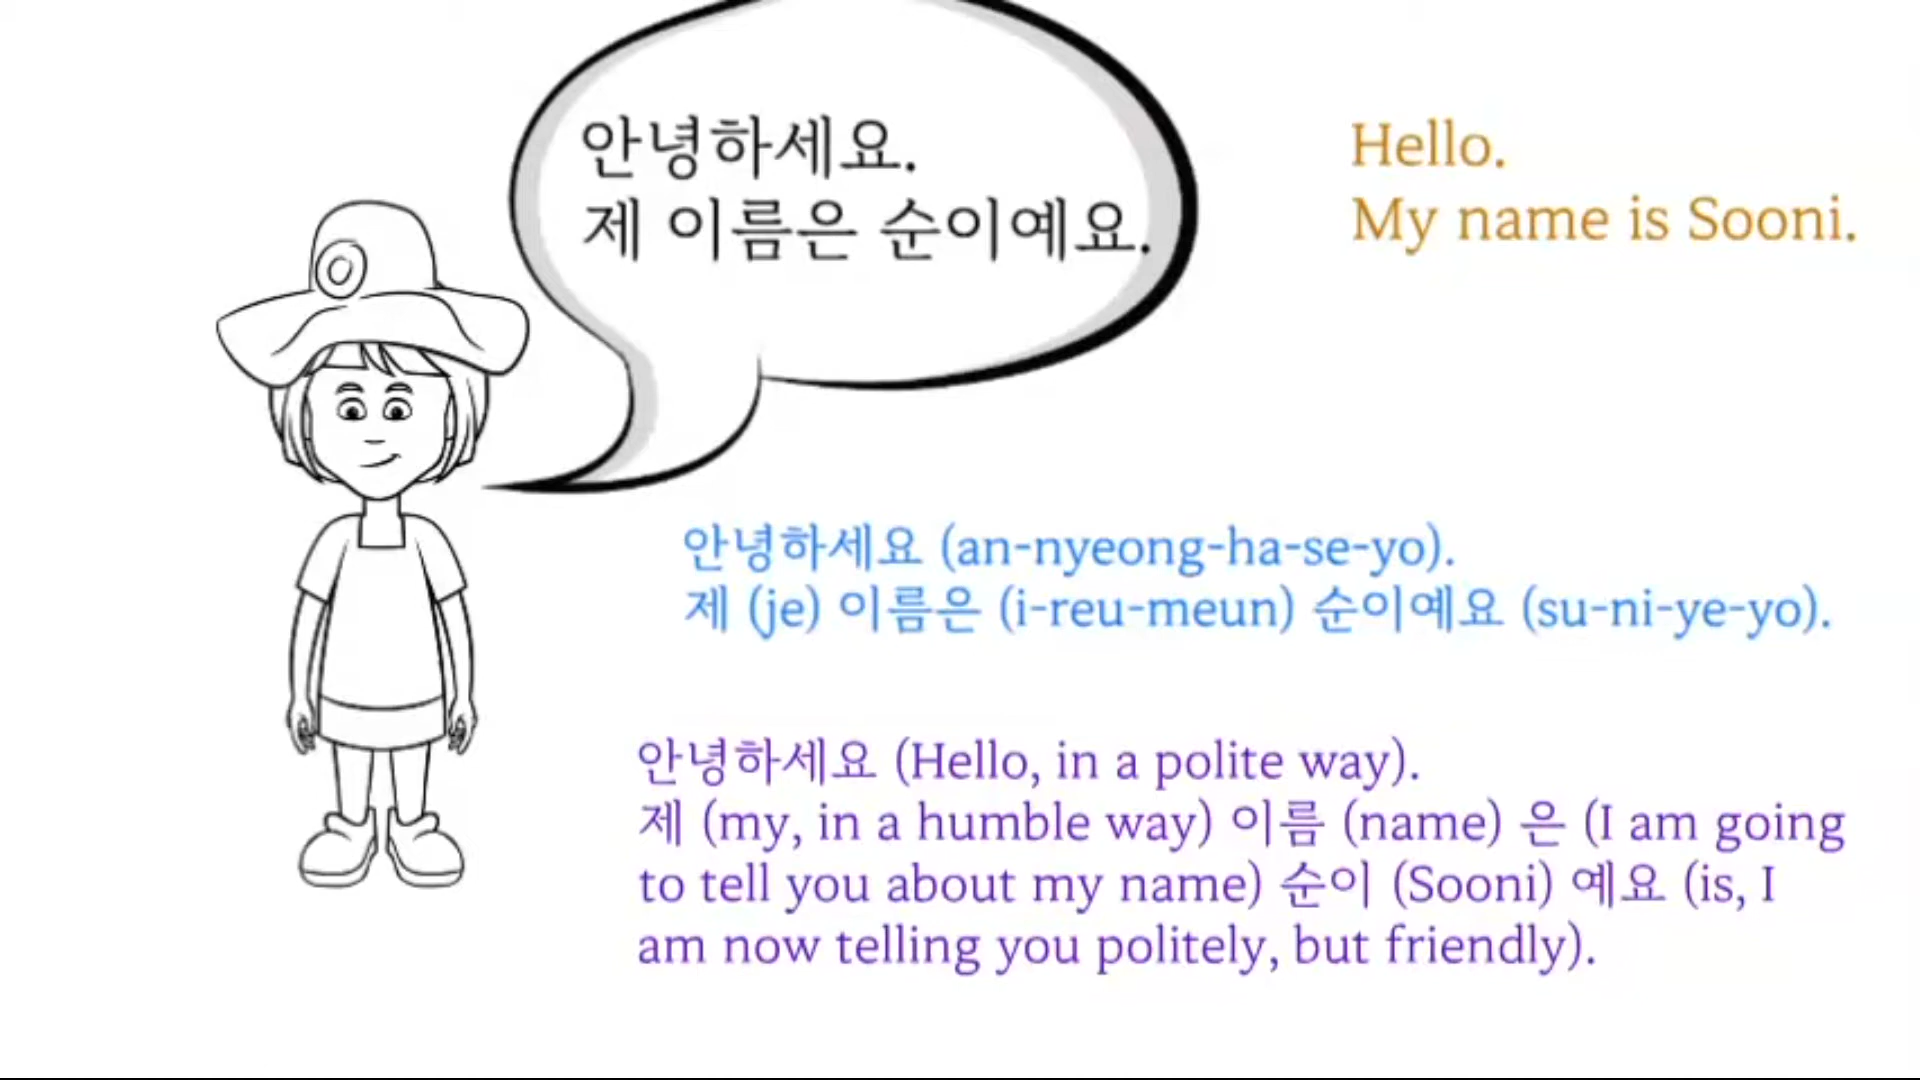 안녕하세요.
제 이름은 순이예요.
Hello.
My name is Sooni.
안녕하세요 (an-nyeong-ha-se-yo).
제 (je) 이름은 (i-reu-meun) 순이예요 (su-ni-ye-yo).
안녕하세요 (Hello, in a polite way).
제 (my, in a humble way) 이름 (name) 은 (I am going
to tell you about my name) 순이 (Sooni) 예요 (is, I
am now telling you politely, but friendly).